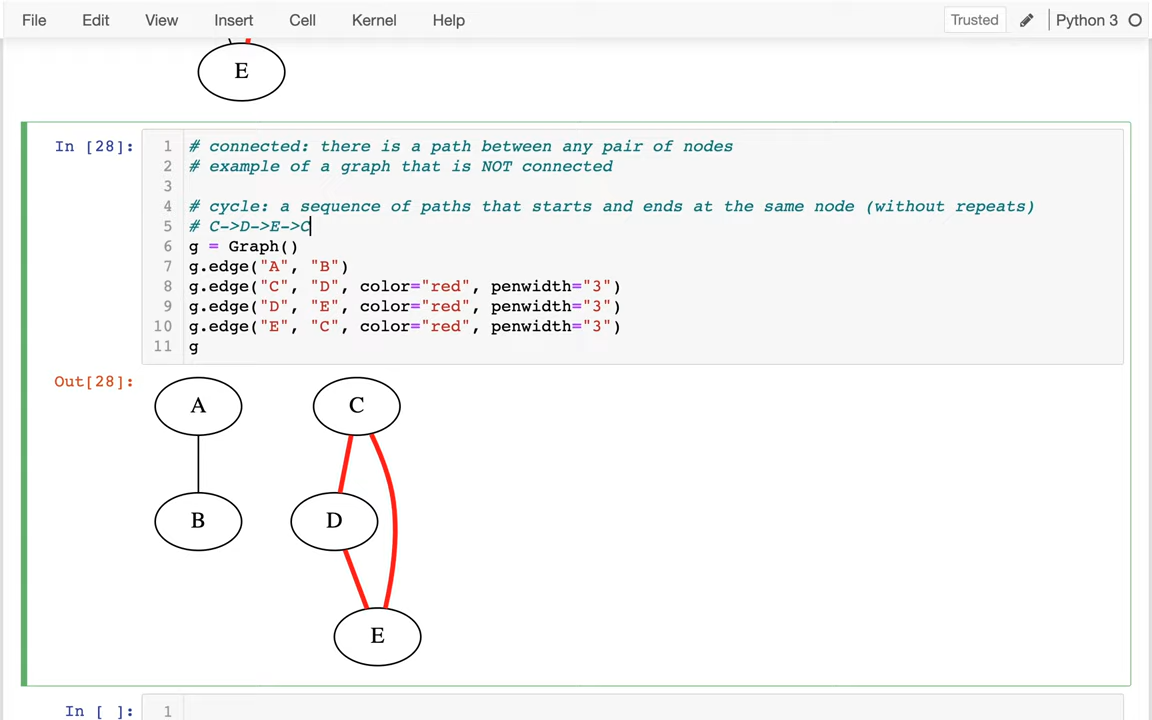 File Edit View Insert Cell Kernel Help Trusted Python 3
E
In [28]:
1 # connected: there is a path between any pair of nodes
2 # example of a graph that is NOT connected
3
4 # cycle: a sequence of paths that starts and ends at the same node (without repeats)
5 # C->D->E->C
6 g = Graph()
7 g.edge("A", "B")
8 g.edge("C", "D", color="red", penwidth="3")
9 g.edge("D", "E", color="red", penwidth="3")
10 g.edge("E", "C", color="red", penwidth="3")
11 g
Out[28]:
A C
B D
E
In [ ]: 1